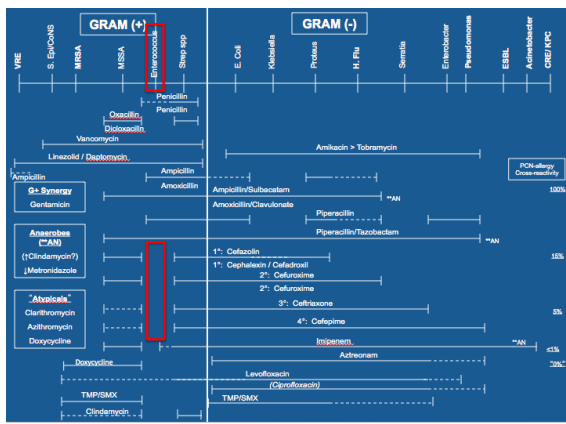 GRAM (+)
GRAM (-)
VRE
S. Epi/CoNS
MRSA
MSSA
Enterococcus
Strep spp
E. Coli
Klebsiella
Proteus
H. Flu
Serratia
Enterobacter
Pseudomonas
ESBL
Acinetobacter
CRE/ KPC
Penicillin
Oxacillin
Penicillin
Dicloxacillin
Vancomycin
Amikacin > Tobramycin
Linezolid / Daptomycin
PCN-allergy
Cross-reactivity
Ampicillin
Ampicillin
G+ Synergy
Gentamicin
Amoxicillin
Ampicillin/Sulbactam
**AN
100%
Amoxicillin/Clavulonate
Piperacillin
Anaerobes
(**AN)
(↑Clindamycin?)
↓Metronidazole
Piperacillin/Tazobactam
**AN
1°: Cefazolin
15%
1°: Cephalexin / Cefadroxil
2°: Cefuroxime
2°: Cefuroxime
"Atypicals"
Clarithromycin
Azithromycin
Doxycycline
3°: Ceftriaxone
5%
4°: Cefepime
Imipenem
**AN
≤1%
Doxycycline
Aztreonam
"0%"
Levofloxacin
(Ciprofloxacin)
TMP/SMX
TMP/SMX
Clindamycin